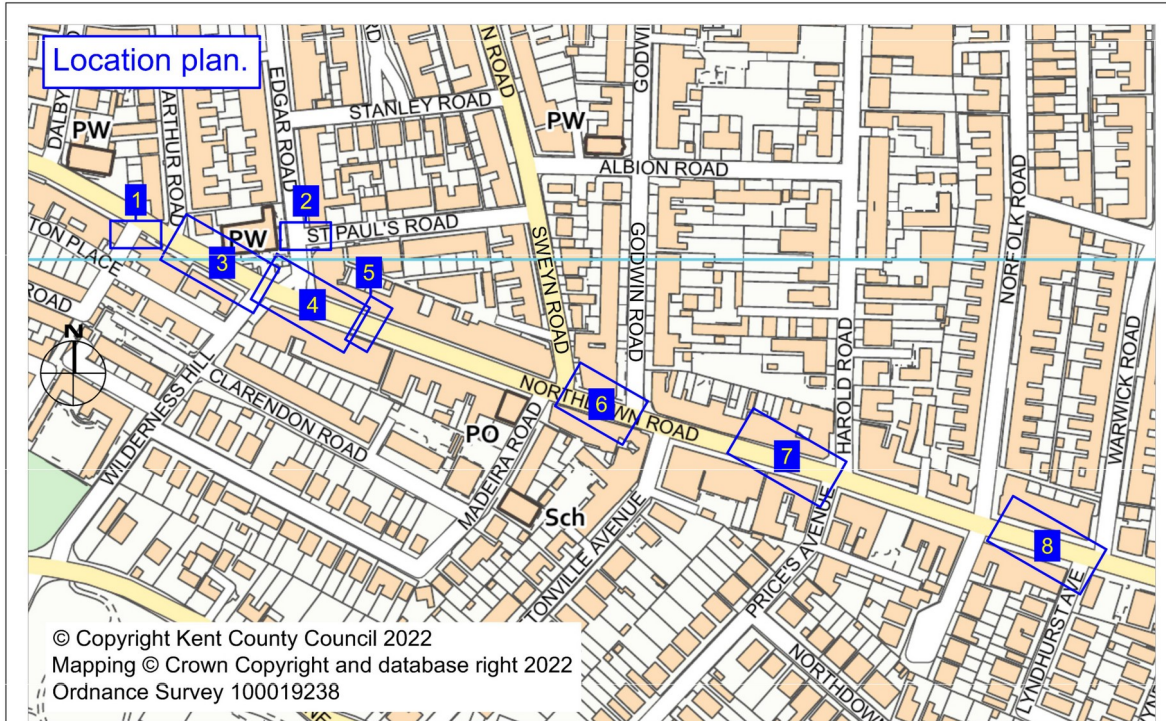 Location plan.
DALBY
ARTHUR ROAD
EDGAR ROAD
RD
N ROAD
STANLEY ROAD
PW
PW
ALBION ROAD
NORFOLK ROAD
1
2
ST PAUL'S ROAD
PW
3
4
5
TON PLACE
ROAD
SWEYN ROAD
GODWIN ROAD
HAROLD ROAD
WARWICK ROAD
N
WILDERNESS HILL
CLARENDON ROAD
NORTHDOWN ROAD
6
PO
MADERA ROAD
7
Sch
TONVILLE AVENUE
PRICE'S AVENUE
8
LYNDHURST AVE
NORTHDOW
© Copyright Kent County Council 2022
Mapping © Crown Copyright and database right 2022
Ordnance Survey 100019238